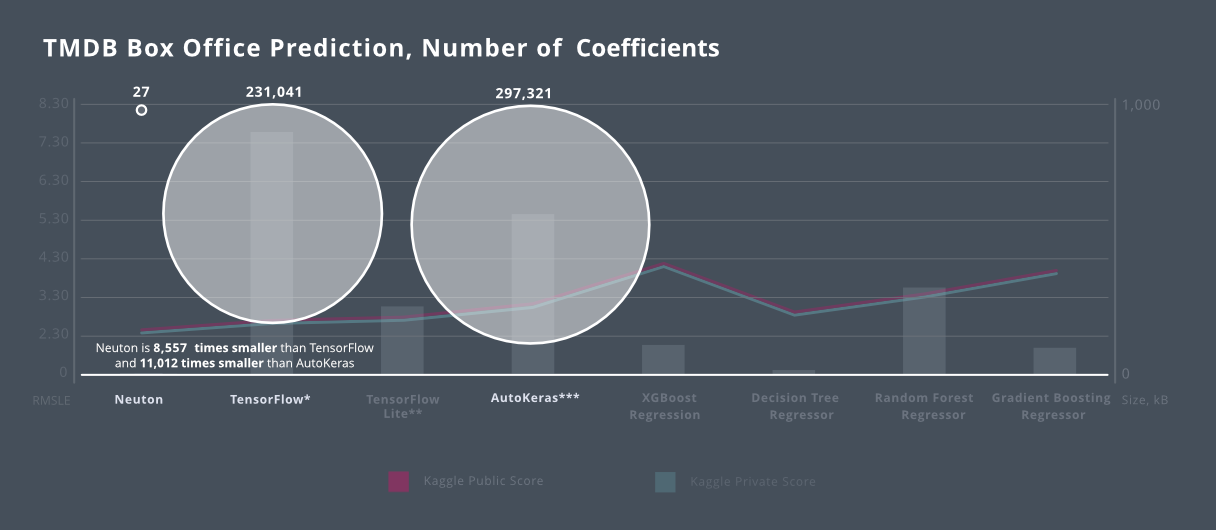 TMDB Box Office Prediction, Number of Coefficients
27 231,041 297,321
8.30 1,000
7.30
6.30
5.30
4.30
3.30
2.30
Neuton is 8,557 times smaller than TensorFlow
and 11,012 times smaller than AutoKeras
0 0
RMSLE Neuton TensorFlow* TensorFlow AutoKeras*** XGBoost Decision Tree Random Forest Gradient Boosting Size, kB
Lite** Regression Regressor Regressor Regressor
Kaggle Public Score Kaggle Private Score